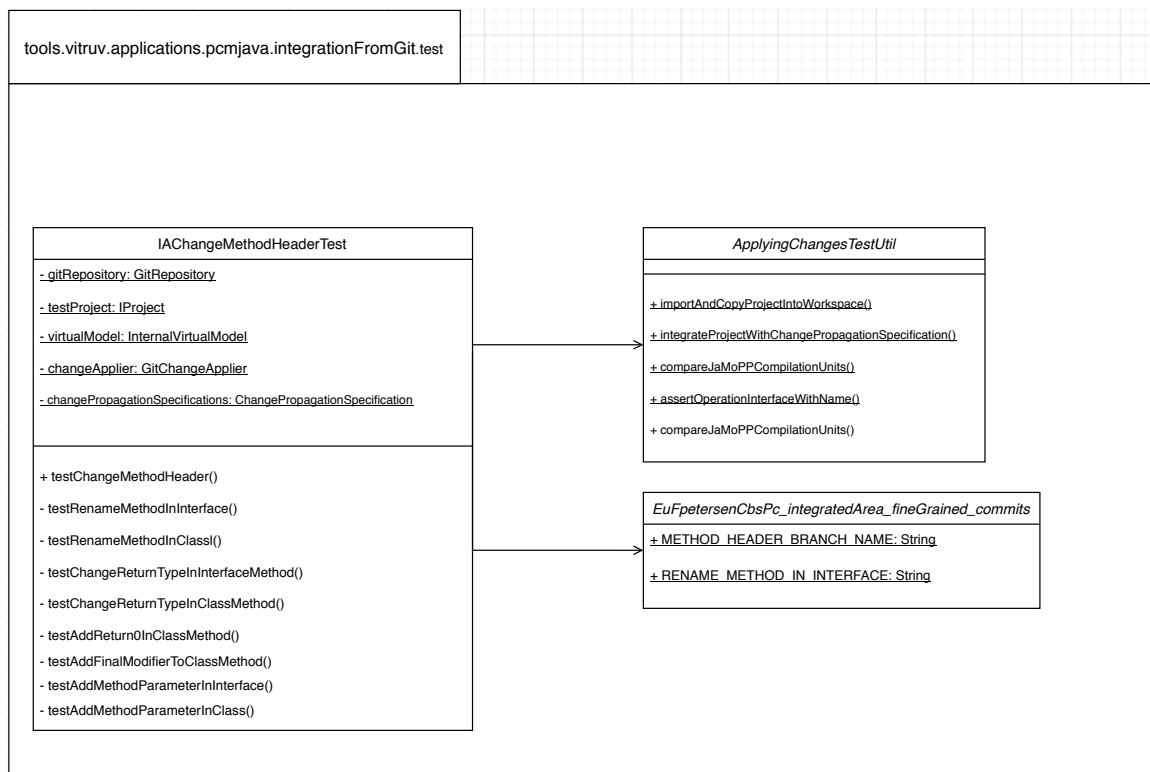 tools.vitruv.applications.pcmjava.integrationFromGit.test
IAChangeMethodHeaderTest
- gitRepository: GitRepository
- testProject: IProject
- virtualModel: InternalVirtualModel
- changeApplier: GitChangeApplier
- changePropagationSpecifications: ChangePropagationSpecification
+ testChangeMethodHeader()
- testRenameMethodInInterface()
- testRenameMethodInClassl()
- testChangeReturnTypeInInterfaceMethod()
- testChangeReturnTypeInClassMethod()
- testAddReturn0InClassMethod()
- testAddFinalModifierToClassMethod()
- testAddMethodParameterInInterface()
- testAddMethodParameterInClass()
ApplyingChangesTestUtil
+ importAndCopyProjectIntoWorkspace()
+ integrateProjectWithChangePropagationSpecification()
+ compareJaMoPPCompilationUnits()
+ assertOperationInterfaceWithName()
+ compareJaMoPPCompilationUnits()
EuFpetersenCbsPc_integratedArea_fineGrained_commits
+ METHOD_HEADER_BRANCH_NAME: String
+ RENAME_METHOD_IN_INTERFACE: String